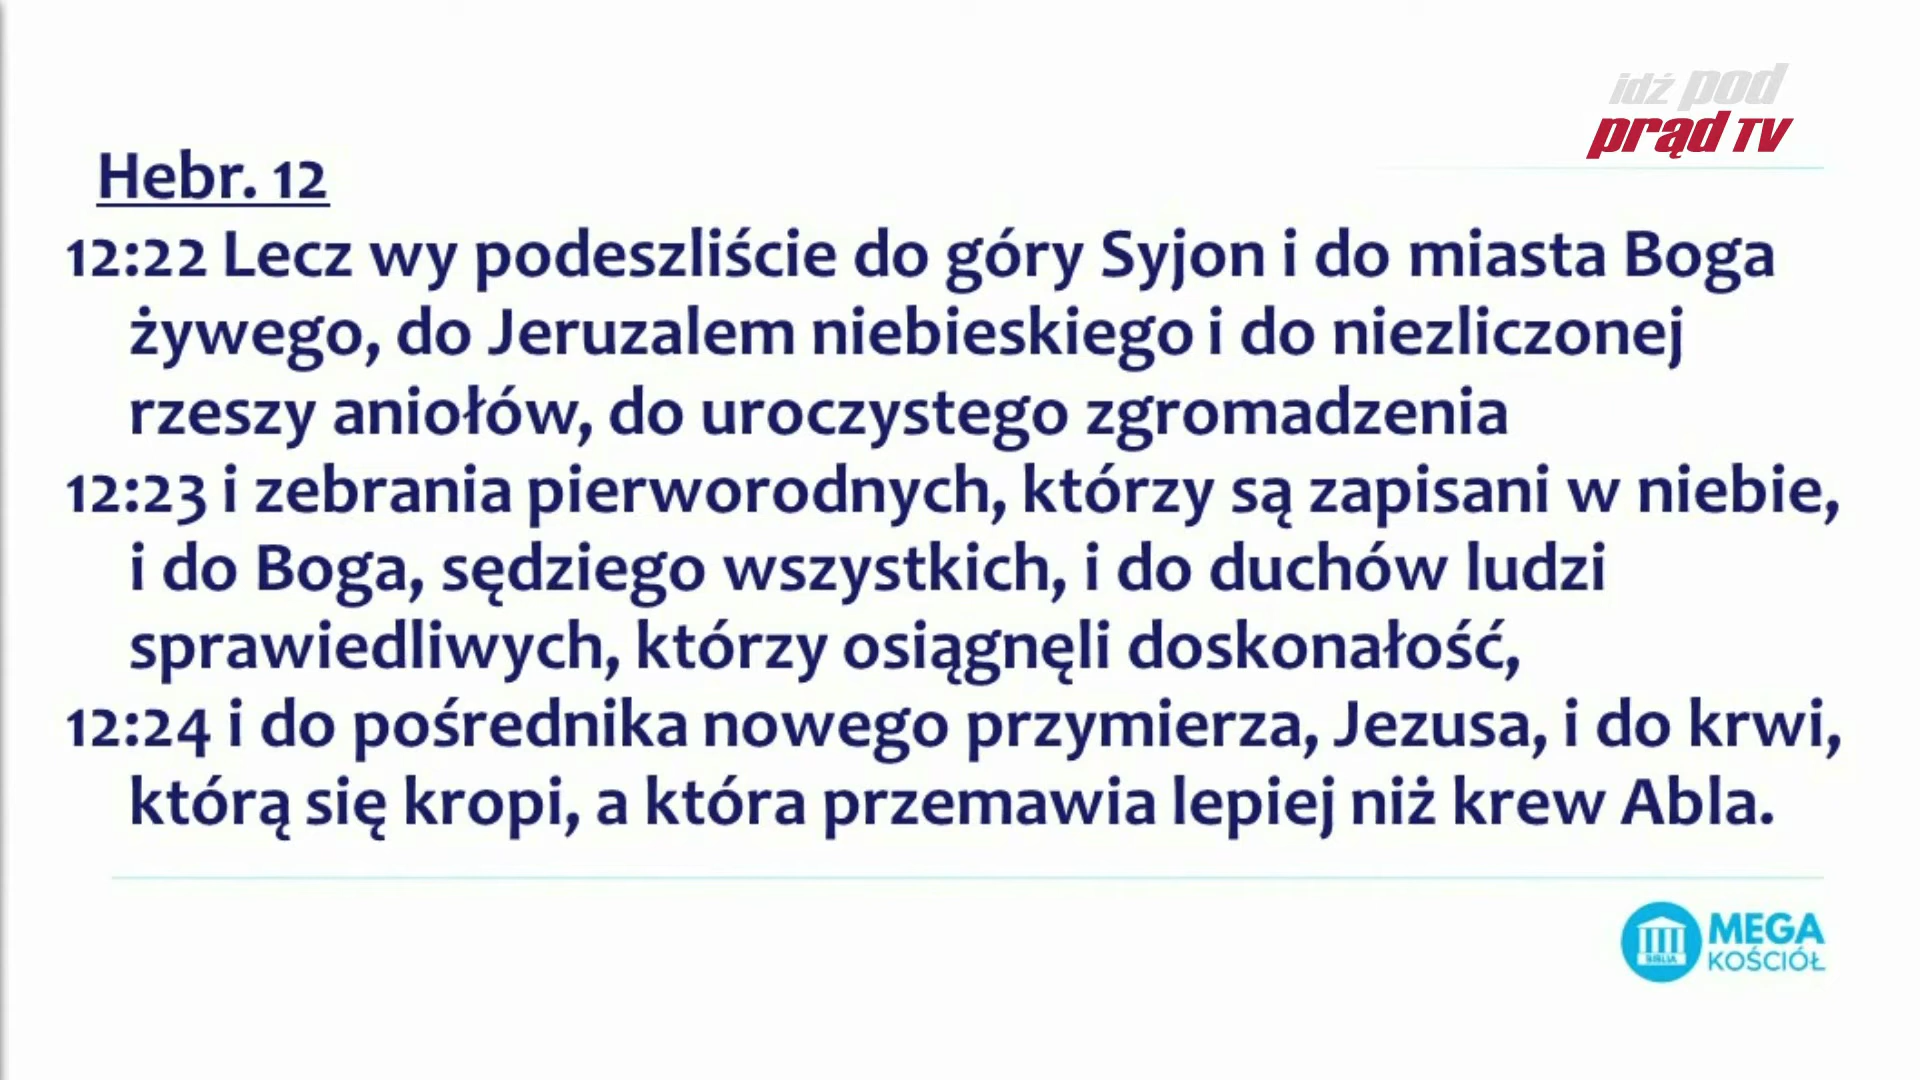 idź pod
prąd TV
Hebr. 12
12:22 Lecz wy podeszliście do góry Syjon i do miasta Boga
żywego, do Jeruzalem niebieskiego i do niezliczonej
rzeszy aniołów, do uroczystego zgromadzenia
12:23 i zebrania pierworodnych, którzy są zapisani w niebie,
i do Boga, sędziego wszystkich, i do duchów ludzi
sprawiedliwych, którzy osiągnęli doskonałość,
12:24 i do pośrednika nowego przymierza, Jezusa, i do krwi,
którą się kropi, a która przemawia lepiej niż krew Abla.
MEGA
KOŚCIÓŁ
BIBLIA